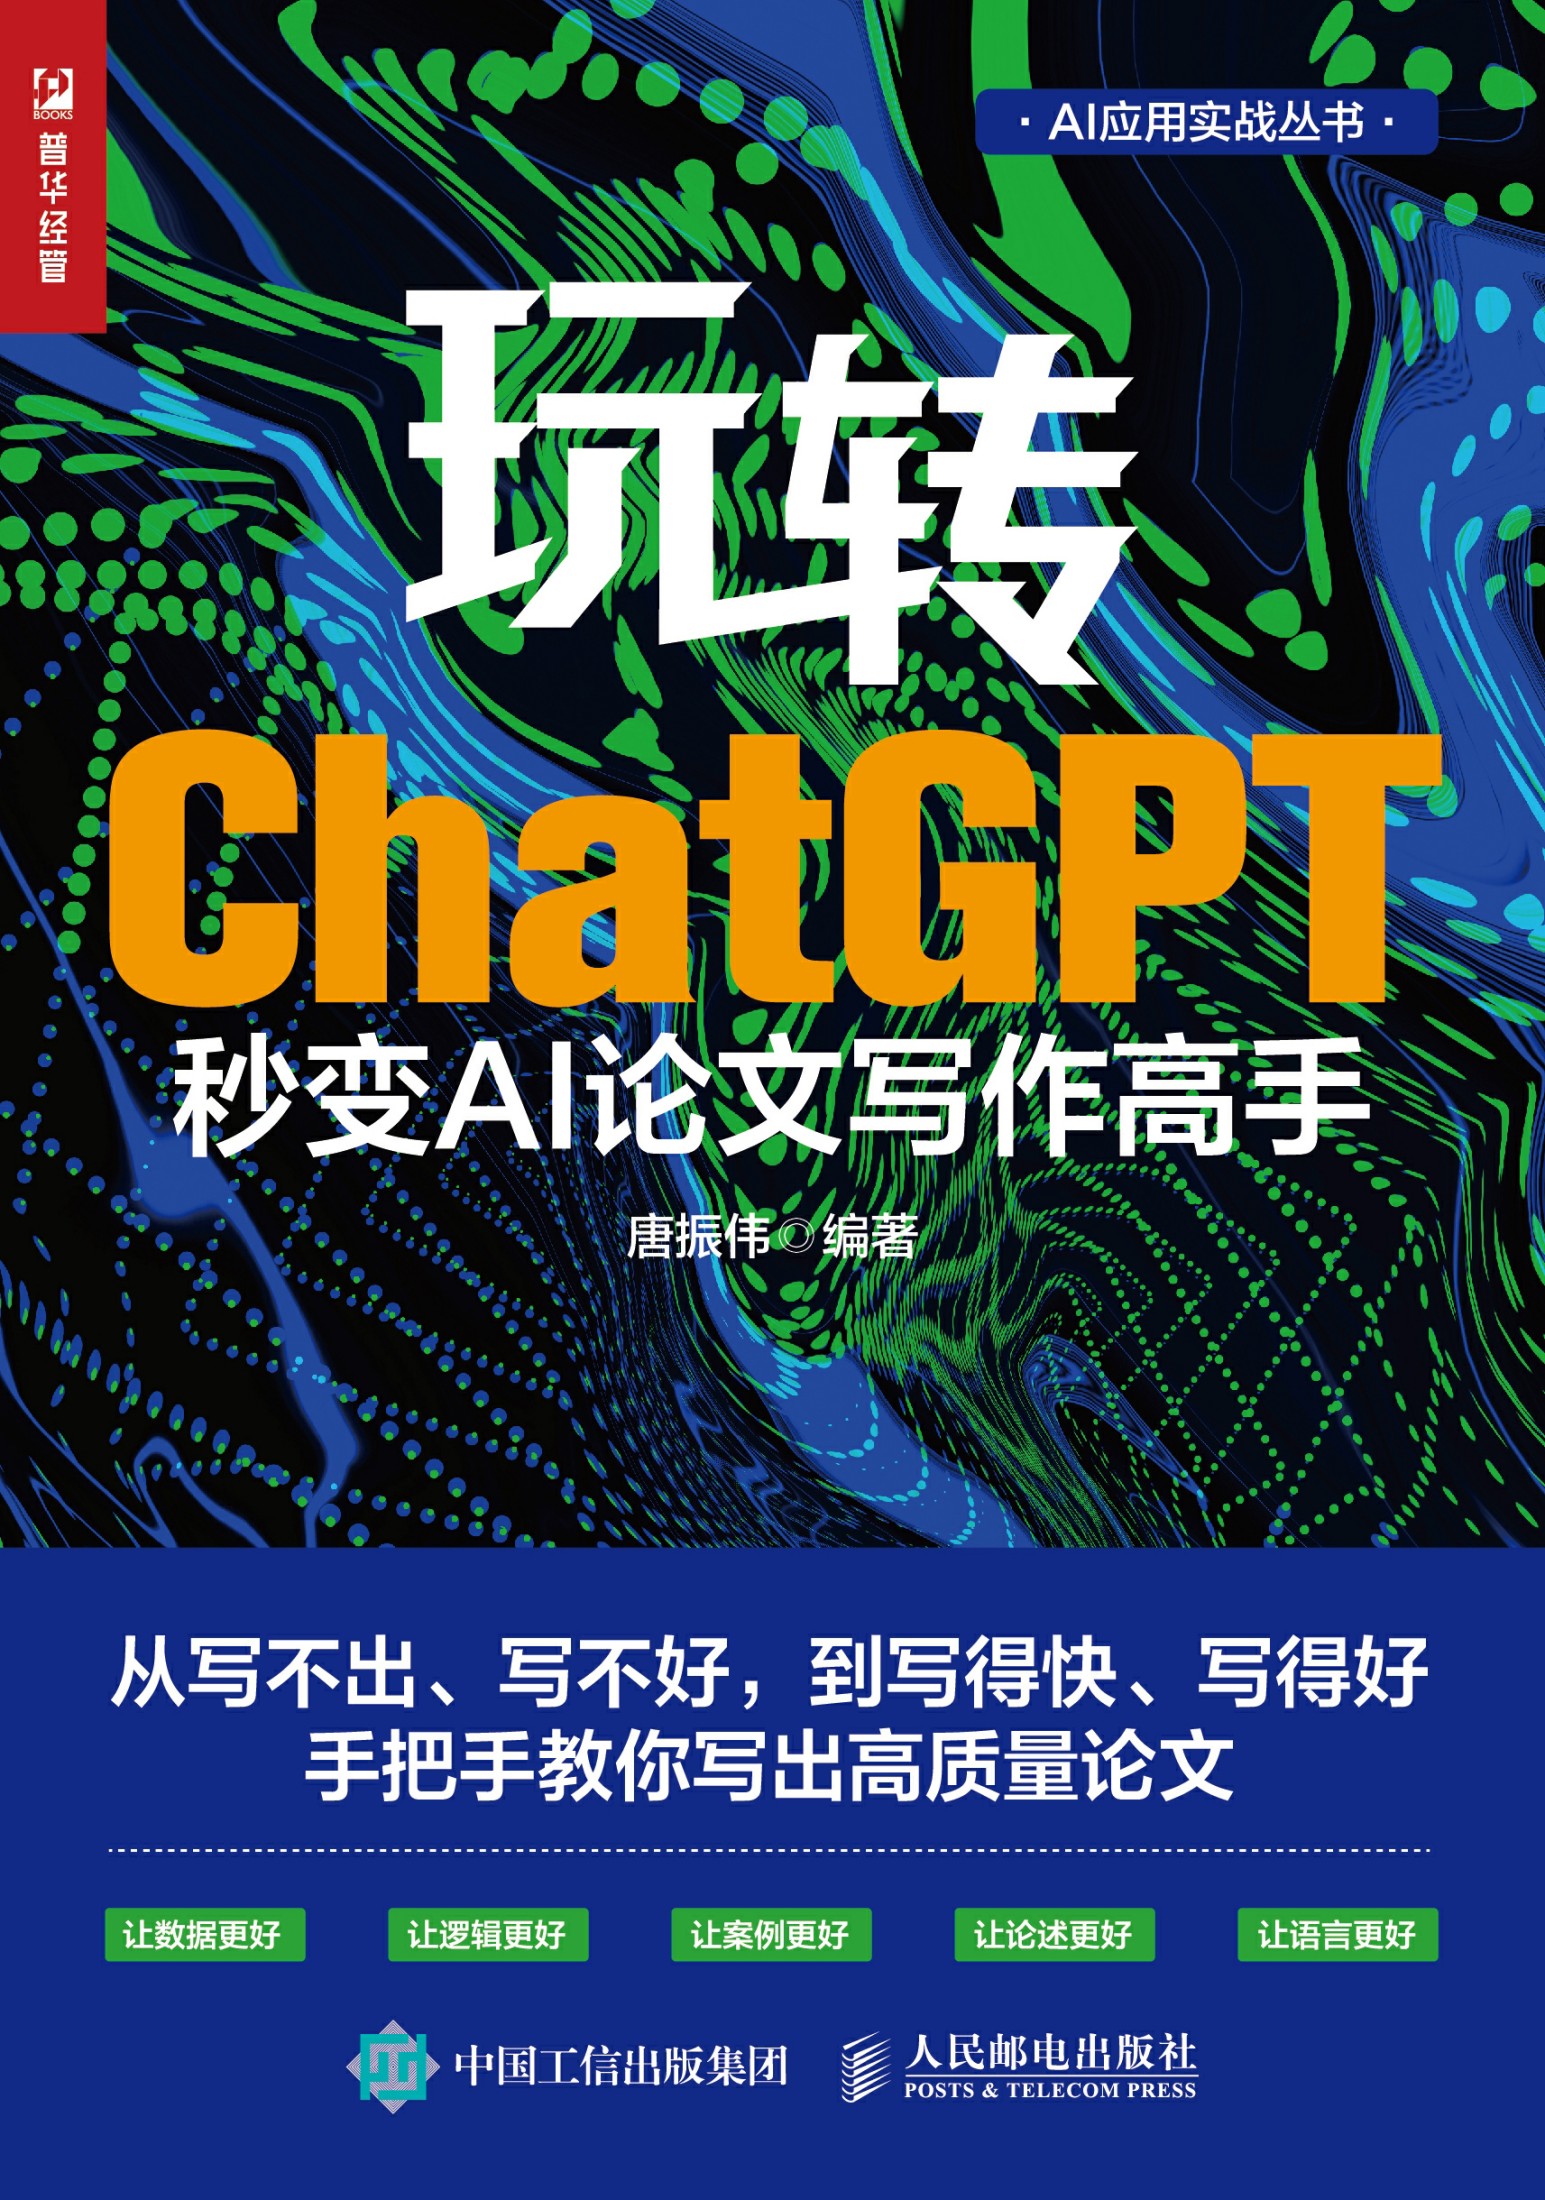 BOOKS
普华经管
·AI应用实战丛书·
玩转
ChatGPT
秒变AI论文写作高手
唐振伟◎编著
从写不出、写不好，到写得快、写得好
手把手教你写出高质量论文
让数据更好 让逻辑更好 让案例更好 让论述更好 让语言更好
中国工信出版集团
人民邮电出版社
POSTS & TELECOM PRESS